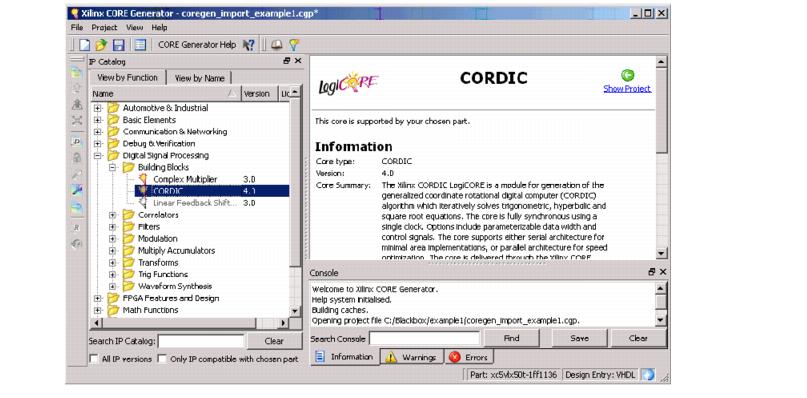 Xilinx CORE Generator - coregen_import_example1.cgp*
File Project View Help
CORE Generator Help
IP Catalog
View by Function View by Name
Name Version
Automotive & Industrial
Basic Elements
Communication & Networking
Debug & Verification
Digital Signal Processing
Building Blocks
Complex Multiplier 3.0
CORDIC 4.0
Linear Feedback Shift... 3.0
Correlators
Filters
Modulation
Multiply Accumulators
Transforms
Trig Functions
Waveform Synthesis
FPGA Features and Design
Math Functions
Search IP Catalog: Clear
All IP versions Only IP compatible with chosen part
LogiCORE
CORDIC
Show Project
This core is supported by your chosen part.
Information
Core type: CORDIC
Version: 4.0
Core Summary: The Xilinx CORDIC LogiCORE is a module for generation of the
generalized coordinate rotational digital computer (CORDIC)
algorithm which iteratively solves trigonometric, hyperbolic and
square root equations. The core is fully synchronous using a
single clock. Options include parameterizable data width and
control signals. The core supports either serial architecture for
minimal area implementations, or parallel architecture for speed
optimization. The core is delivered through the Xilinx CORE
Console
Welcome to Xilinx CORE Generator.
Help system initialised.
Building caches.
Opening project file C:/Blackbox/example1/coregen_import_example1.cgp.
Search Console Find Save Clear
Information Warnings Errors
Part: xc5vlx50t-1ff1136 Design Entry: VHDL